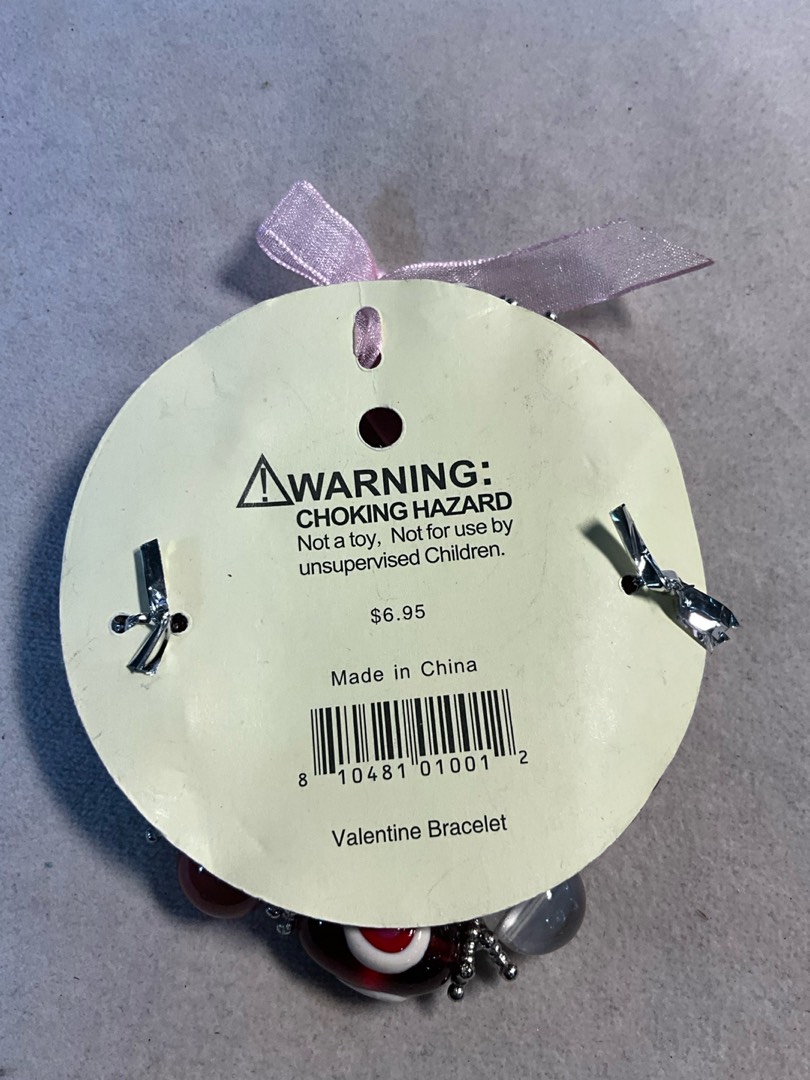 WARNING:
CHOKING HAZARD
Not a toy, Not for use by
unsupervised Children.
$6.95
Made in China
8 10481 01001 2
Valentine Bracelet